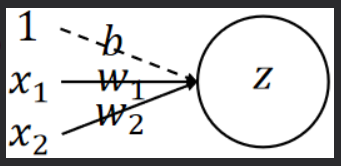 1 b
x₁ w₁ z
x₂ w₂